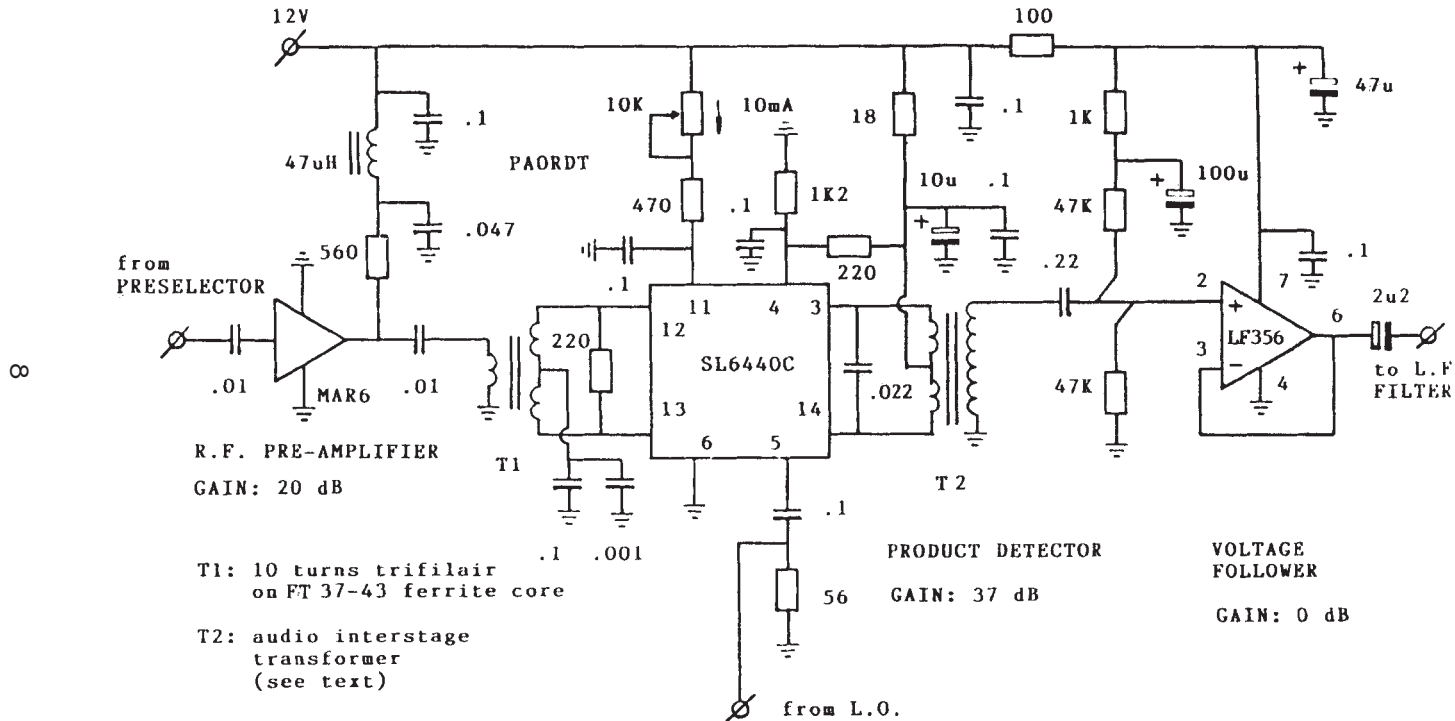 12V
100
47uH
.1
.047
560
PAORDT
10K
10mA
470
.1
.1
1K2
220
18
.1
10u
.1
1K
47K
100u
+
47u
+
+
.22
47K
.1
from
PRESELECTOR
.01
MAR6
.01
R.F. PRE-AMPLIFIER
GAIN: 20 dB
T1
220
11
4
3
12
SL6440C
13
14
6
5
.022
T2
2
7
+
LF356
6
3
-
4
2u2
to L.F
FILTER
.1
.001
.1
56
from L.O.
PRODUCT DETECTOR
GAIN: 37 dB
VOLTAGE
FOLLOWER
GAIN: 0 dB
T1: 10 turns trifilair
on FT 37-43 ferrite core
T2: audio interstage
transformer
(see text)
8